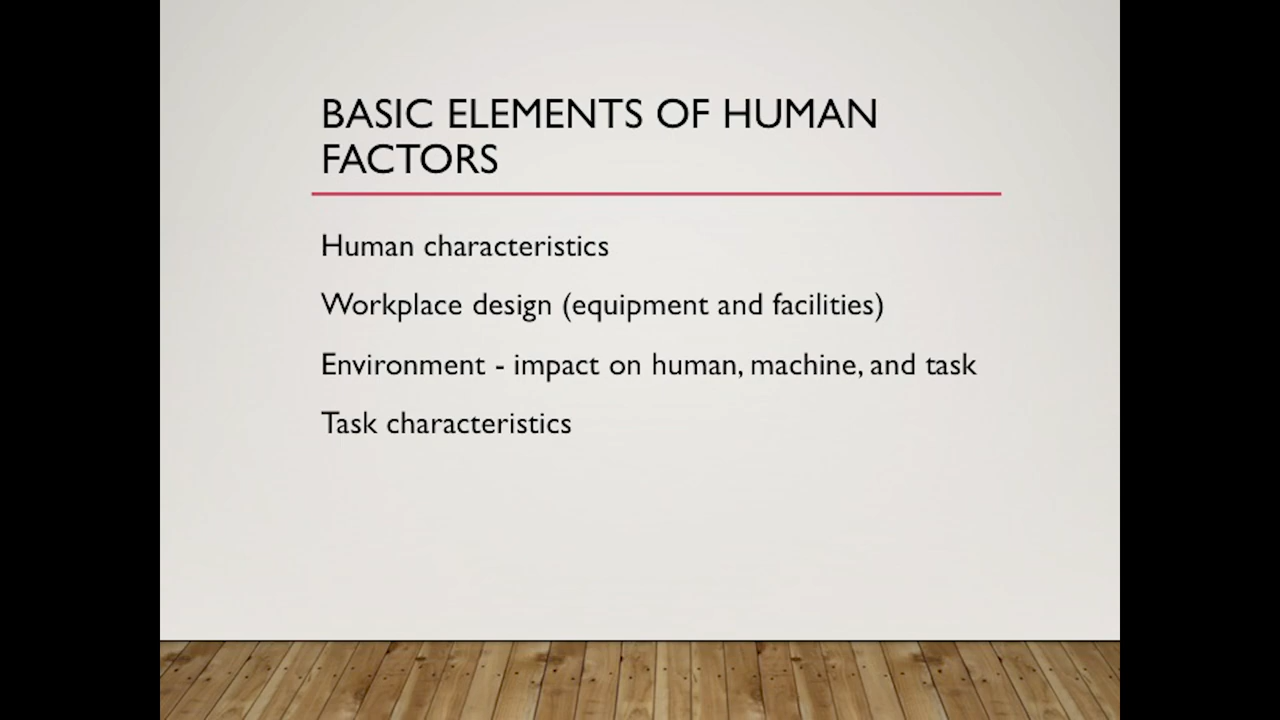 BASIC ELEMENTS OF HUMAN
FACTORS
Human characteristics
Workplace design (equipment and facilities)
Environment - impact on human, machine, and task
Task characteristics